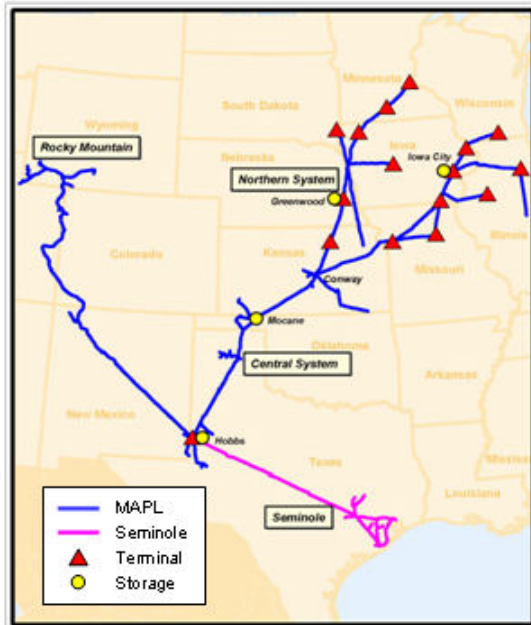 Minnesota
South Dakota
Wisconsin
Wyoming
Rocky Mountain
Iowa
Iowa City
Nebraska
Northern System
Greenwood
Illinois
Colorado
Kansas
Missouri
Conway
Mocane
Oklahoma
Central System
Arkansas
New Mexico
Hobbs
Texas
Mississ
Louisiana
Seminole
MAPL
Seminole
Terminal
Storage